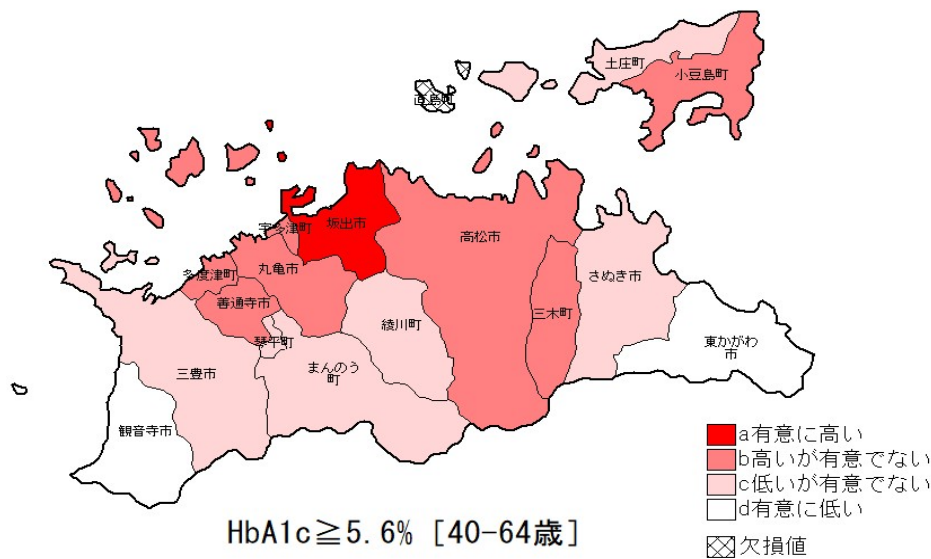 土庄町
小豆島町
直島町
宇多津町
坂出市
高松市
多度津町
丸亀市
さぬき市
善通寺市
三木町
綾川町
琴平町
東かがわ
市
まんのう
町
三豊市
観音寺市
a有意に高い
b高いが有意でない
c低いが有意でない
d有意に低い
欠損値
HbA1c≧5.6% [40-64歳]